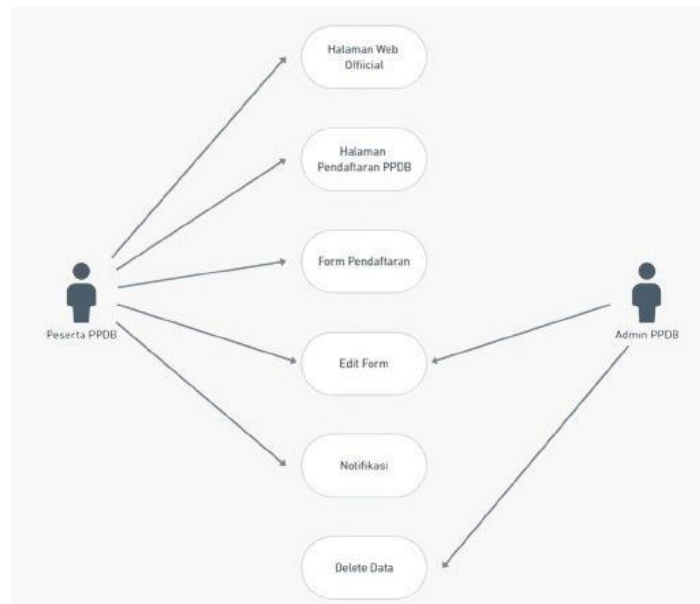 Halaman Web
Offiicial
Halaman
Pendaftaran PPDB
Form Pendaftaran
Peserta PPDB
Admin PPDB
Edit Form
Notifikasi
Delete Data